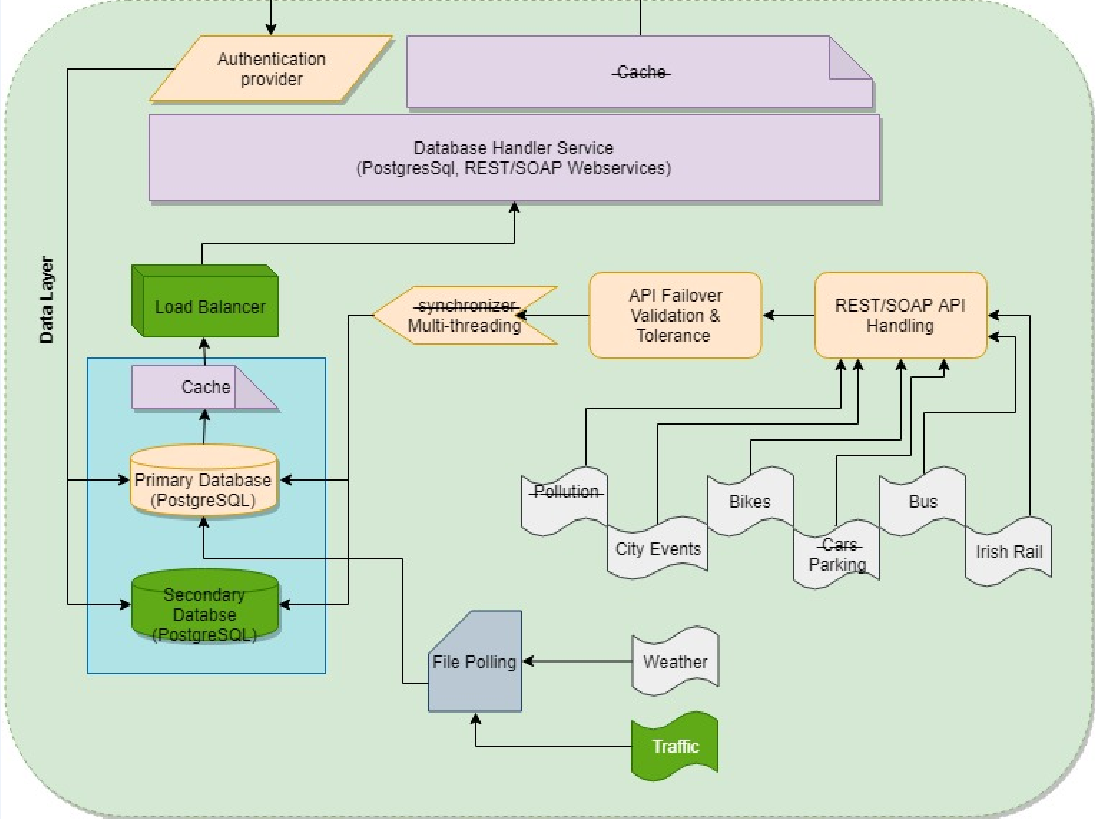 Authentication
provider
Cache
Database Handler Service
(PostgresSql, REST/SOAP Webservices)
Data Layer
Load Balancer
synchronizer
Multi-threading
API Failover
Validation &
Tolerance
REST/SOAP API
Handling
Cache
Primary Database
(PostgreSQL)
Pollution
City Events
Bikes
Cars
Parking
Bus
Irish Rail
Secondary
Databse
(PostgreSQL)
File Polling
Weather
Traffic